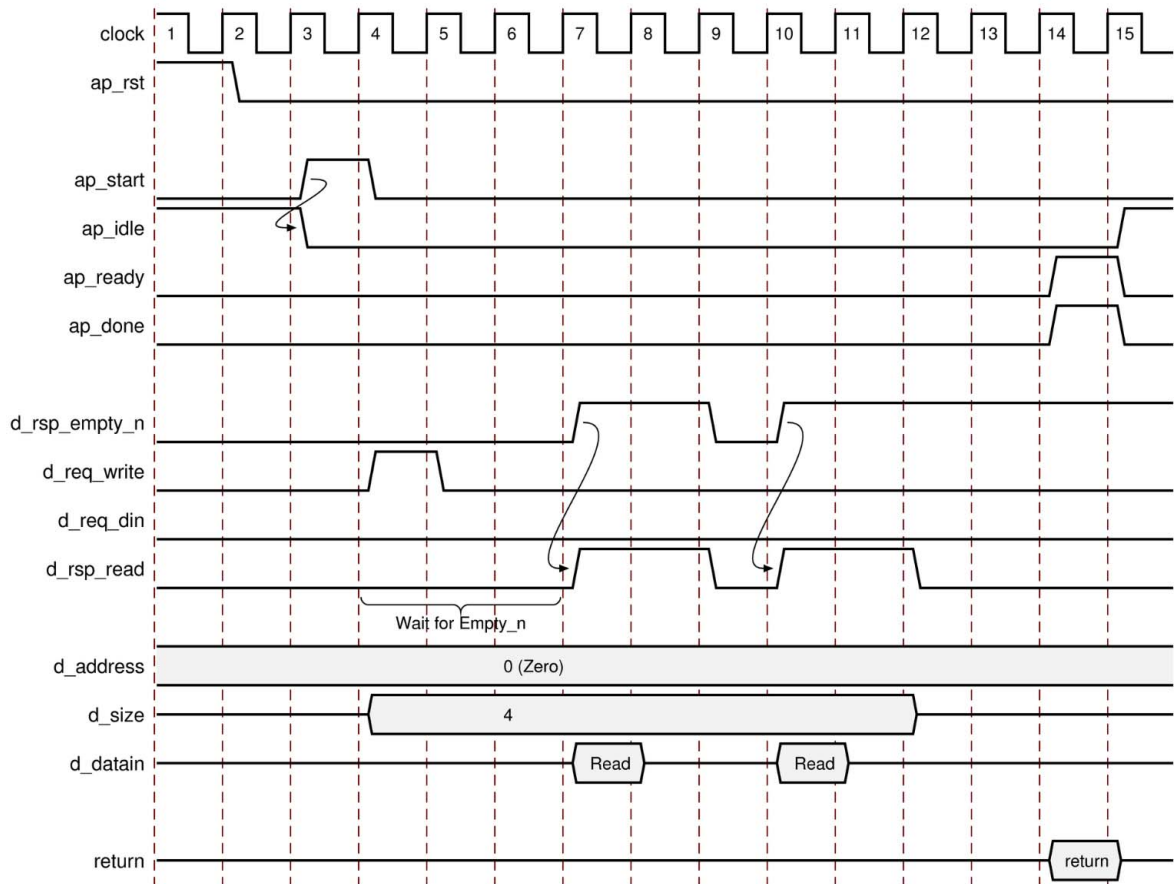 clock 1 2 3 4 5 6 7 8 9 10 11 12 13 14 15
ap_rst
ap_start
ap_idle
ap_ready
ap_done
d_rsp_empty_n
d_req_write
d_req_din
d_rsp_read
Wait for Empty_n
d_address 0 (Zero)
d_size 4
d_datain Read Read
return return